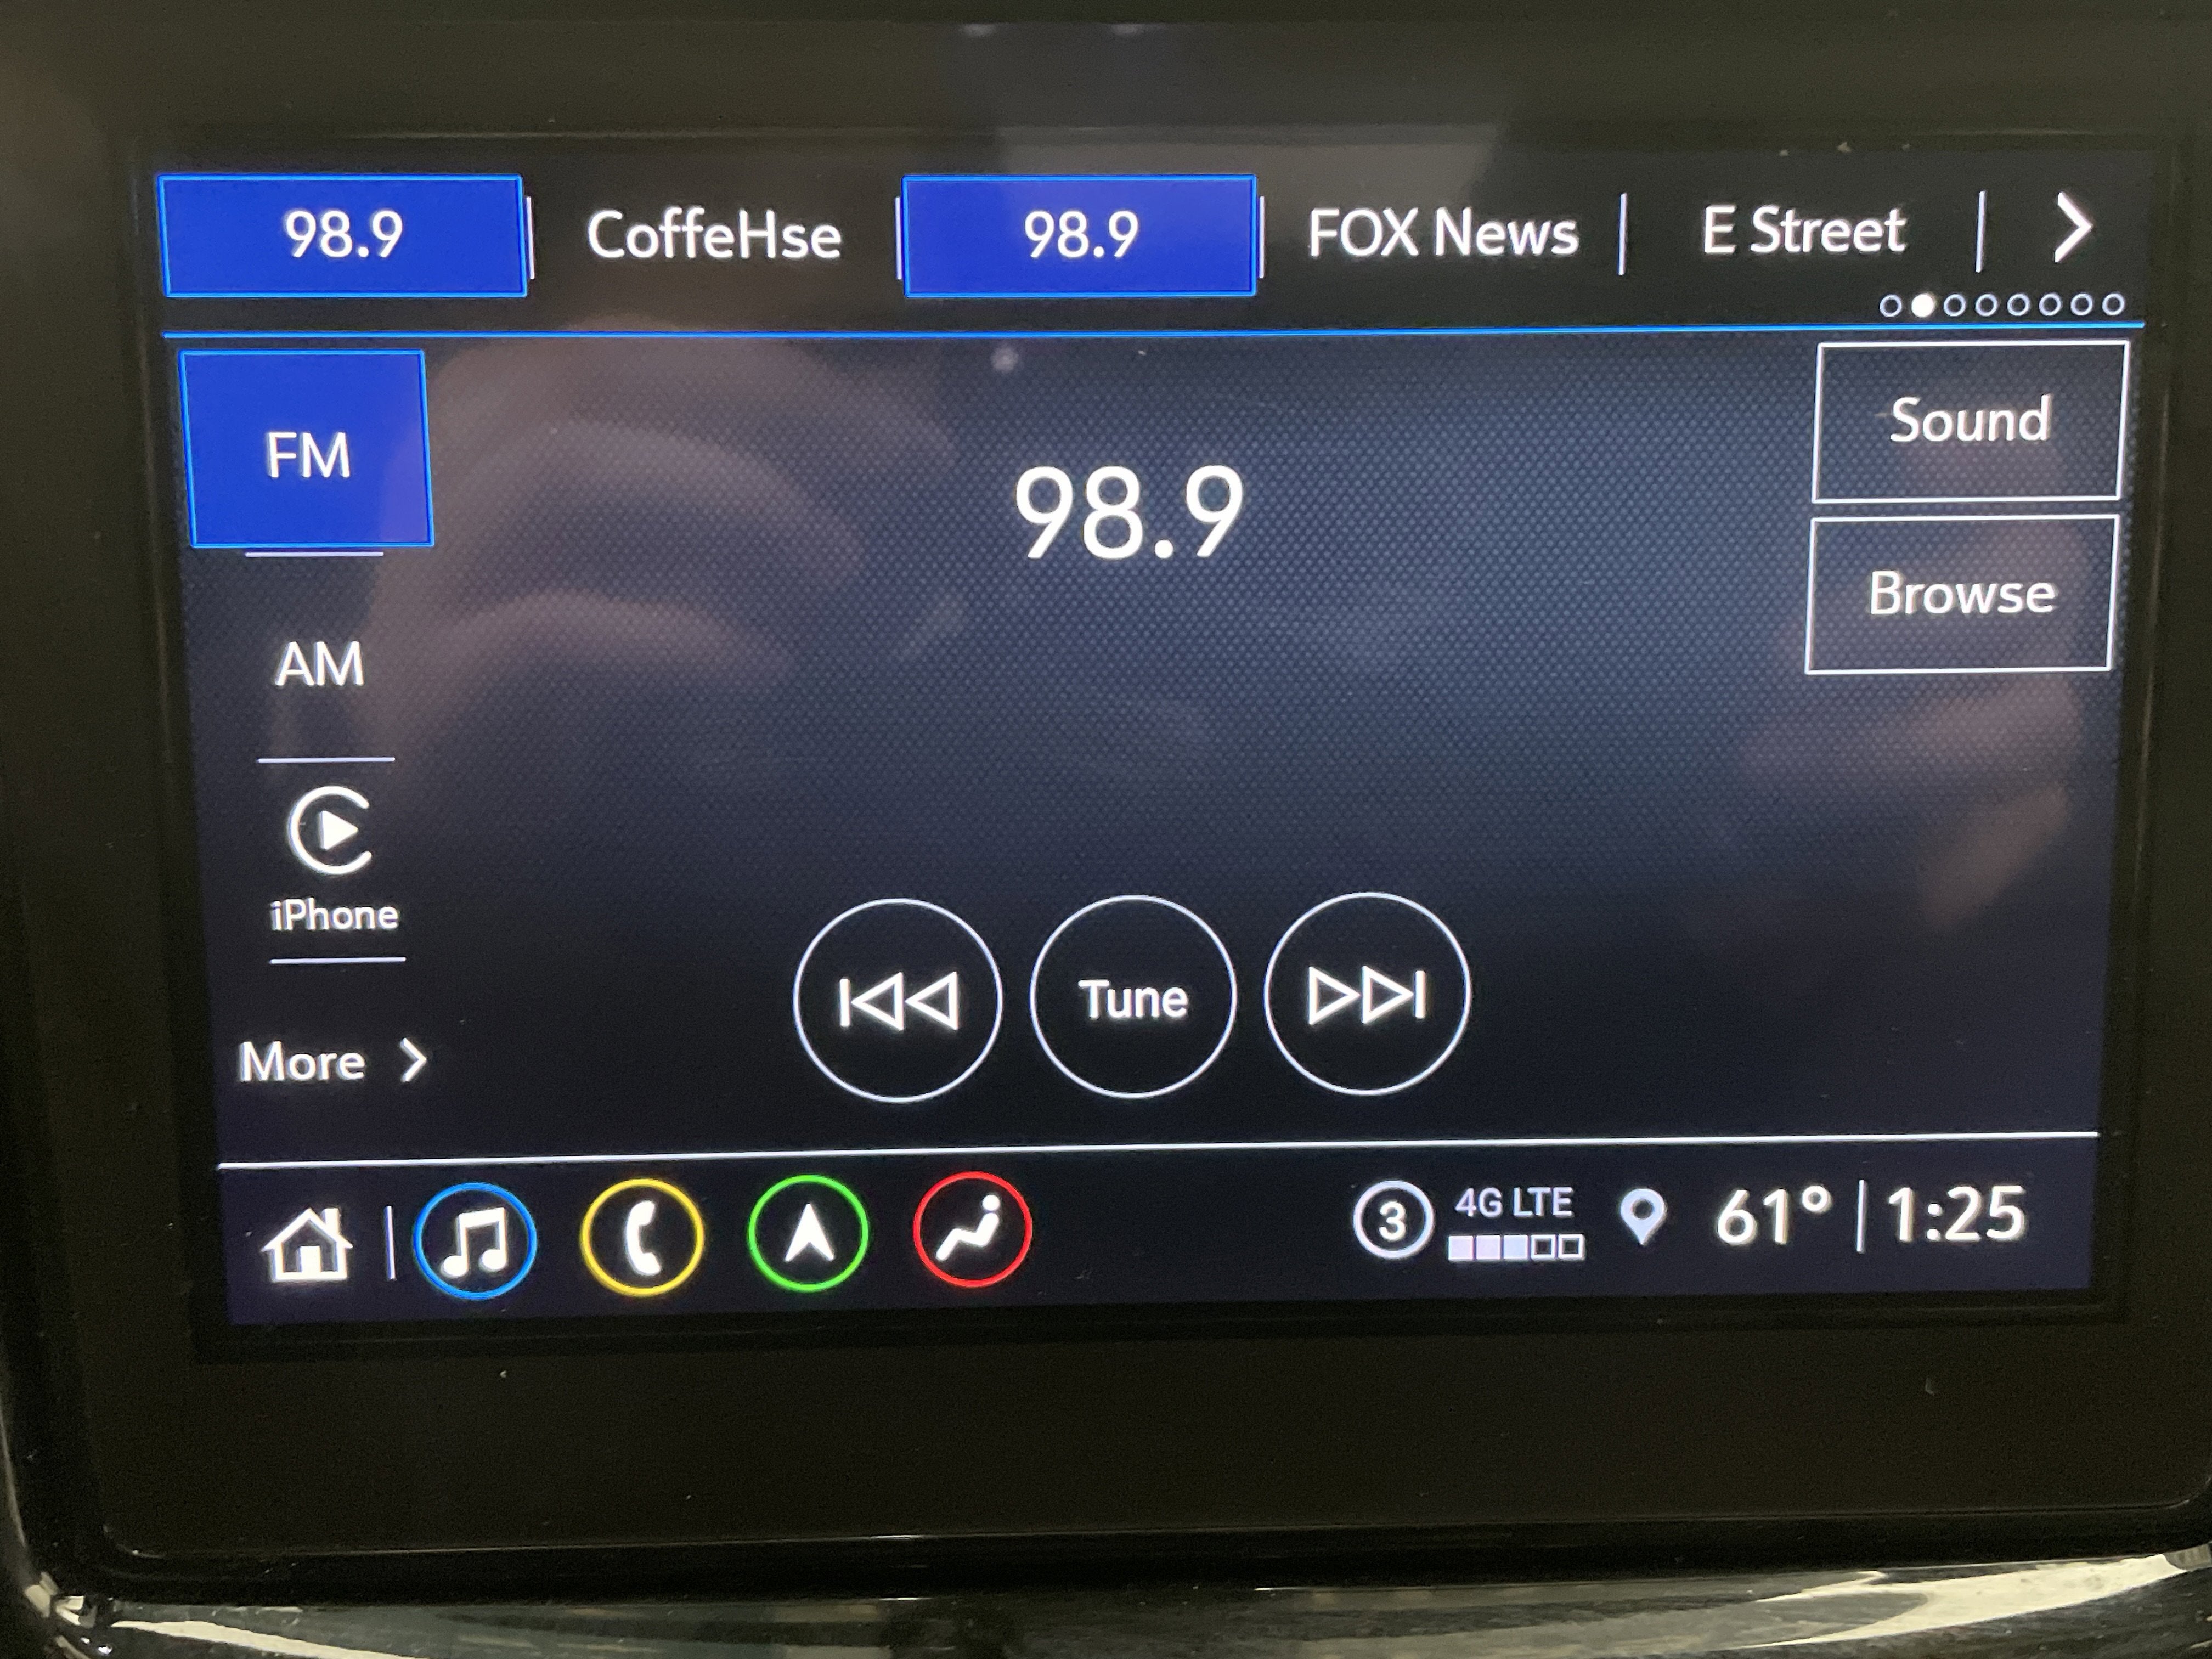 98.9 CoffeHse 98.9 FOX News E Street
FM
98.9
Sound
Browse
AM
iPhone
Tune
More
3 4G LTE 61° 1:25